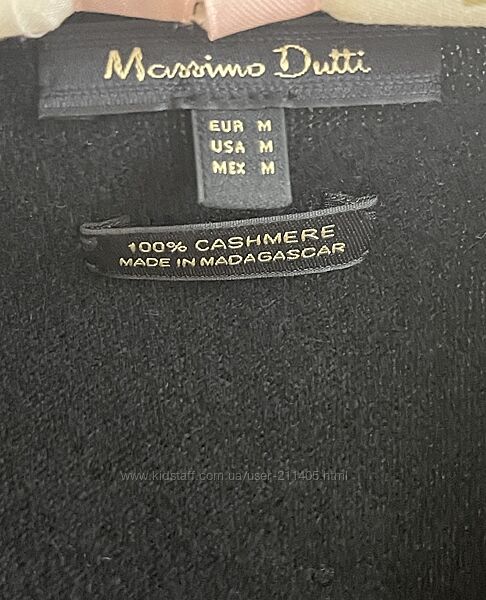 Massimo Dutti
EUR M
USA M
MEX M
100% CASHMERE
MADE IN MADAGASCAR
www.kidstaff.com.ua/user-211405.html